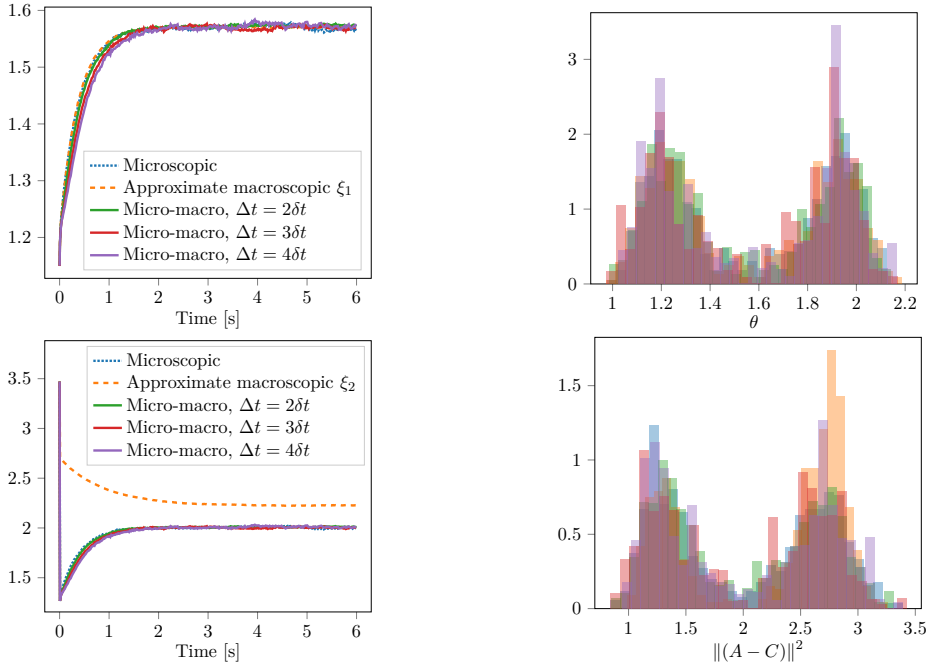 1.6
1.5
1.4
1.3
1.2
Microscopic
Approximate macroscopic ξ₁
Micro-macro, Δt = 2δt
Micro-macro, Δt = 3δt
Micro-macro, Δt = 4δt
0 1 2 3 4 5 6
Time [s]
3
2
1
0
1 1.2 1.4 1.6 1.8 2 2.2
θ
3.5
3
2.5
2
1.5
Microscopic
Approximate macroscopic ξ₂
Micro-macro, Δt = 2δt
Micro-macro, Δt = 3δt
Micro-macro, Δt = 4δt
0 1 2 3 4 5 6
Time [s]
1.5
1
0.5
0
1 1.5 2 2.5 3 3.5
‖(A − C)‖²